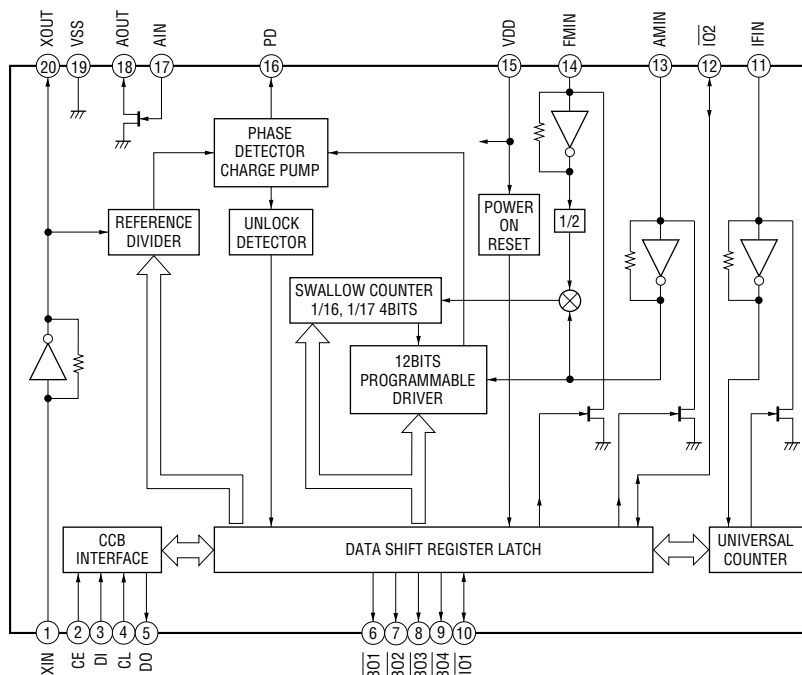 XOUT
VSS
AOUT
AIN
PD
VDD
FMIN
AMIN
IO2
IFIN
20
19
18
17
16
15
14
13
12
11
PHASE
DETECTOR
CHARGE PUMP
REFERENCE
DIVIDER
UNLOCK
DETECTOR
POWER
ON
RESET
1/2
SWALLOW COUNTER
1/16, 1/17 4BITS
12BITS
PROGRAMMABLE
DRIVER
CCB
INTERFACE
DATA SHIFT REGISTER LATCH
UNIVERSAL
COUNTER
1
2
3
4
5
6
7
8
9
10
XIN
CE
DI
CL
DO
BO1
BO2
BO3
BO4
IO1